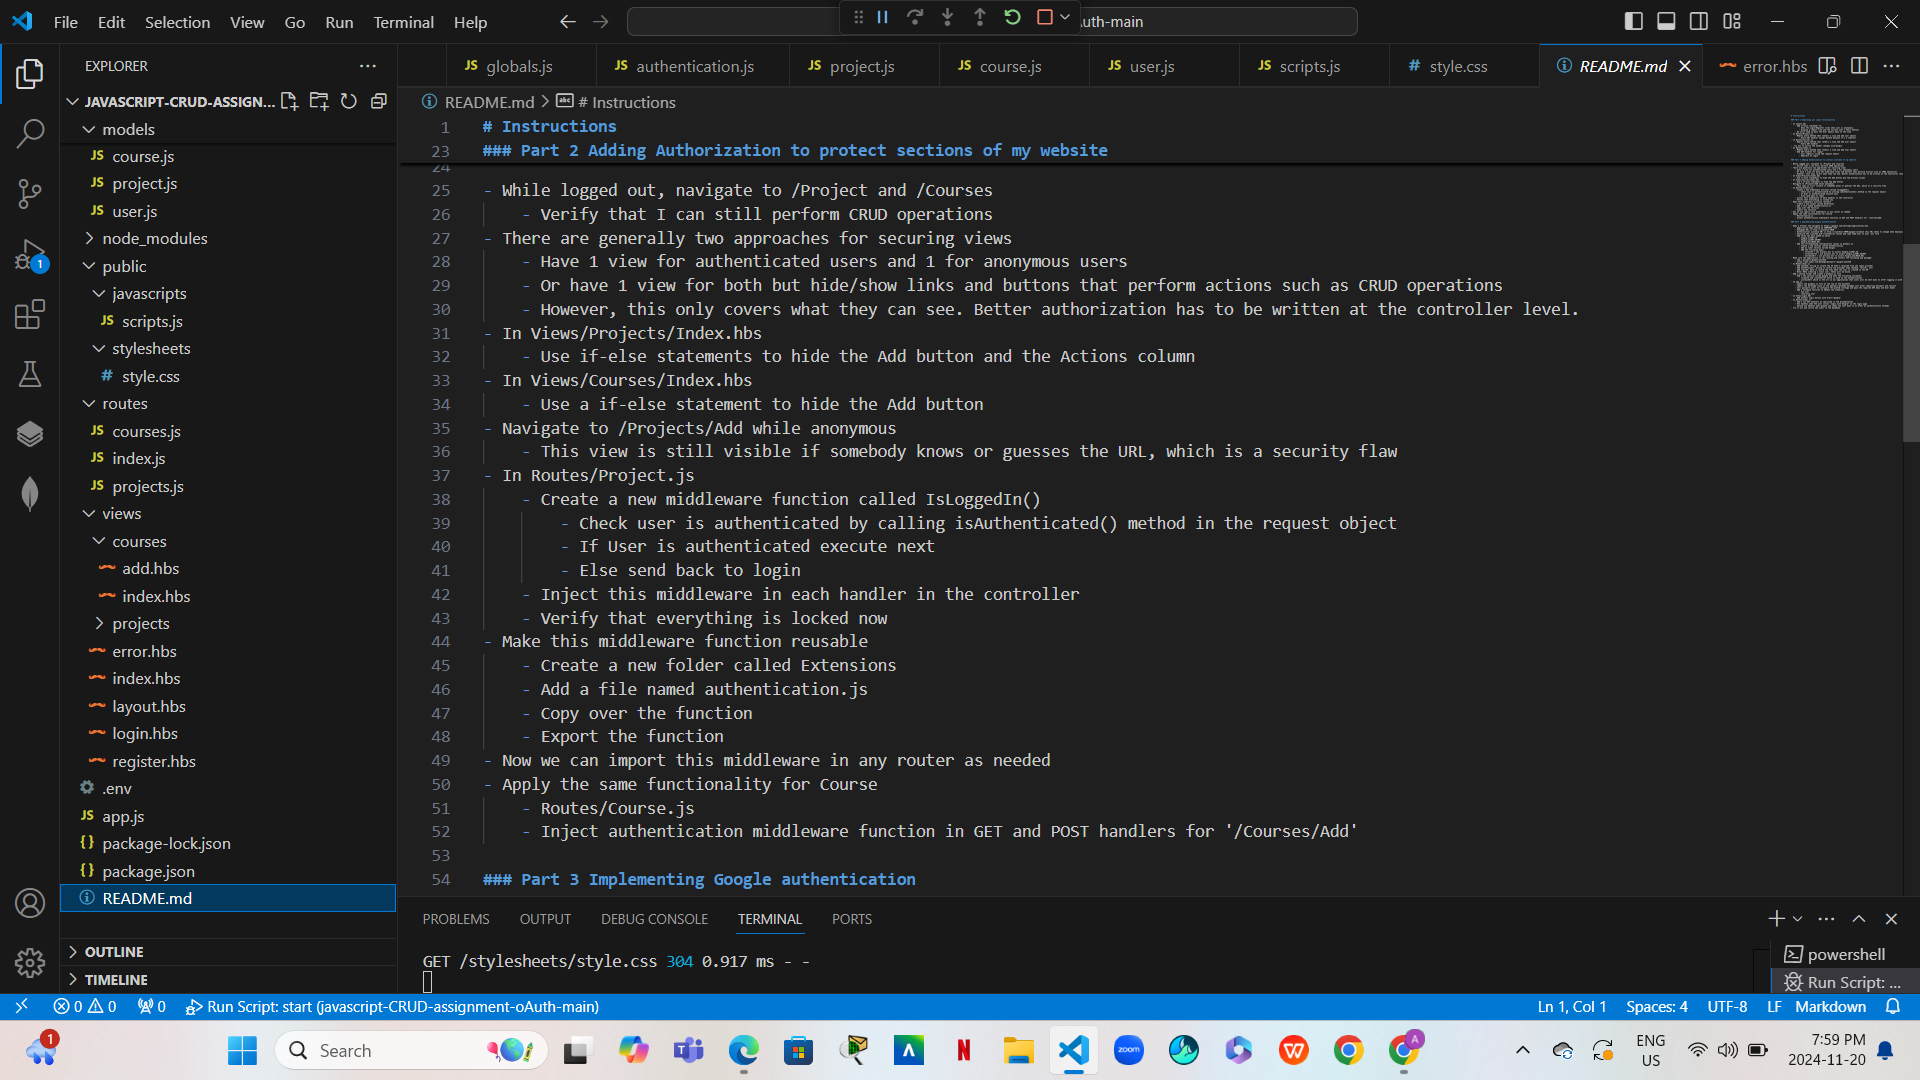 File Edit Selection View Go Run Terminal Help
uth-main
EXPLORER
JAVASCRIPT-CRUD-ASSIGN...
models
JS course.js
JS project.js
JS user.js
node_modules
public
javascripts
JS scripts.js
stylesheets
# style.css
routes
JS courses.js
JS index.js
JS projects.js
views
courses
add.hbs
index.hbs
projects
error.hbs
index.hbs
layout.hbs
login.hbs
register.hbs
.env
JS app.js
{} package-lock.json
{} package.json
README.md
OUTLINE
TIMELINE
1
JS globals.js JS authentication.js JS project.js JS course.js JS user.js JS scripts.js # style.css README.md error.hbs
README.md > # Instructions
1 # Instructions
23 ### Part 2 Adding Authorization to protect sections of my website
24
25 - While logged out, navigate to /Project and /Courses
26 - Verify that I can still perform CRUD operations
27 - There are generally two approaches for securing views
28 - Have 1 view for authenticated users and 1 for anonymous users
29 - Or have 1 view for both but hide/show links and buttons that perform actions such as CRUD operations
30 - However, this only covers what they can see. Better authorization has to be written at the controller level.
31 - In Views/Projects/Index.hbs
32 - Use if-else statements to hide the Add button and the Actions column
33 - In Views/Courses/Index.hbs
34 - Use a if-else statement to hide the Add button
35 - Navigate to /Projects/Add while anonymous
36 - This view is still visible if somebody knows or guesses the URL, which is a security flaw
37 - In Routes/Project.js
38 - Create a new middleware function called IsLoggedIn()
39 - Check user is authenticated by calling isAuthenticated() method in the request object
40 - If User is authenticated execute next
41 - Else send back to login
42 - Inject this middleware in each handler in the controller
43 - Verify that everything is locked now
44 - Make this middleware function reusable
45 - Create a new folder called Extensions
46 - Add a file named authentication.js
47 - Copy over the function
48 - Export the function
49 - Now we can import this middleware in any router as needed
50 - Apply the same functionality for Course
51 - Routes/Course.js
52 - Inject authentication middleware function in GET and POST handlers for '/Courses/Add'
53
54 ### Part 3 Implementing Google authentication
PROBLEMS OUTPUT DEBUG CONSOLE TERMINAL PORTS
GET /stylesheets/style.css 304 0.917 ms - -
powershell
Run Script: ...
0 0 0 Run Script: start (javascript-CRUD-assignment-oAuth-main) Ln 1, Col 1 Spaces: 4 UTF-8 LF Markdown
1
Search
zoom
A
ENG
US
7:59 PM
2024-11-20